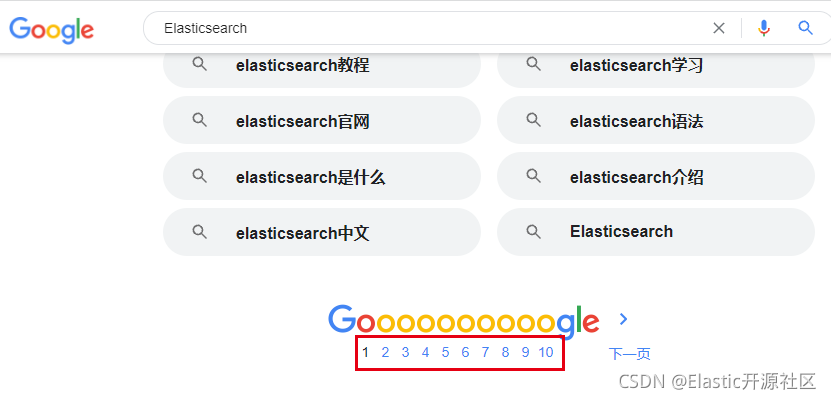 Google
Elasticsearch
elasticsearch教程
elasticsearch学习
elasticsearch官网
elasticsearch语法
elasticsearch是什么
elasticsearch介绍
elasticsearch中文
Elasticsearch
Goooooooooogle
1 2 3 4 5 6 7 8 9 10 下一页
CSDN @Elastic开源社区